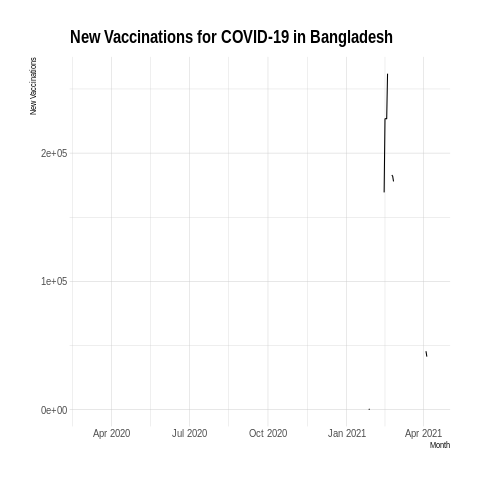 New Vaccinations for COVID-19 in Bangladesh
New Vaccinations
2e+05
1e+05
0e+00
Apr 2020 Jul 2020 Oct 2020 Jan 2021 Apr 2021
Month